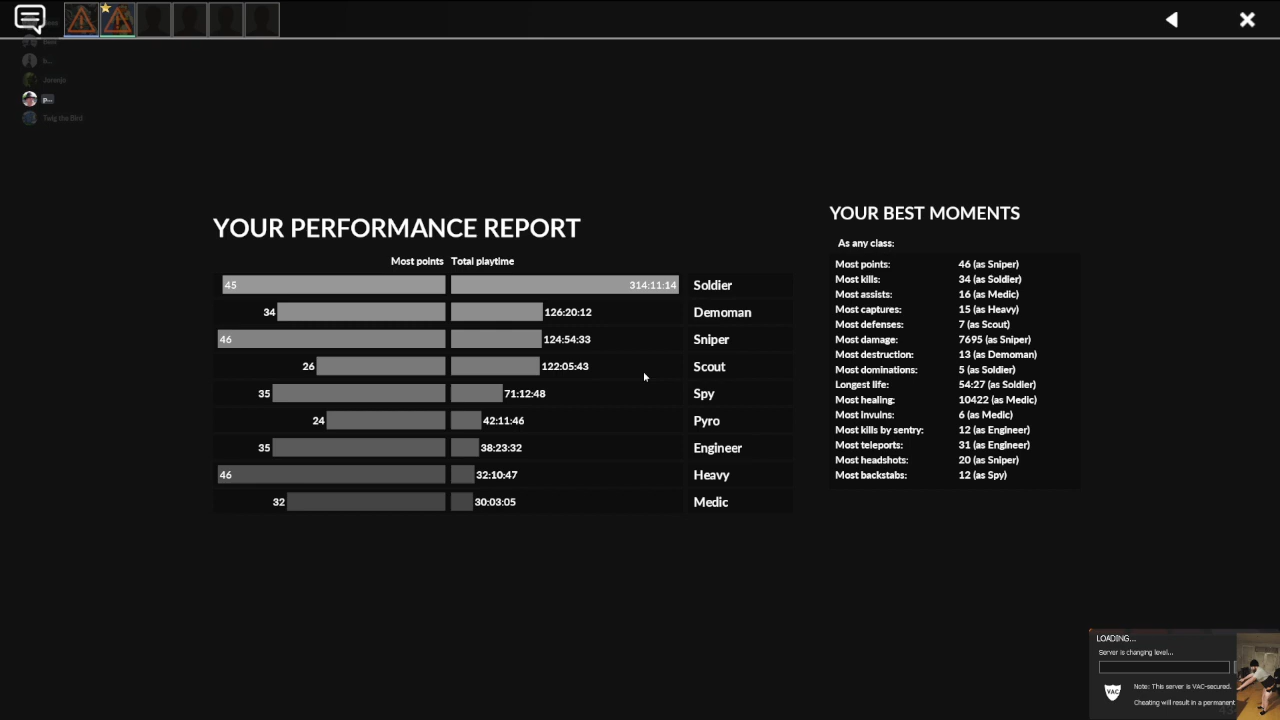 h...
Joranjo
p...
Twig the Bird
YOUR PERFORMANCE REPORT
Most points Total playtime
45 314:11:14 Soldier
34 126:20:12 Demoman
46 124:54:33 Sniper
26 122:05:43 Scout
35 71:12:48 Spy
24 42:11:46 Pyro
35 38:23:32 Engineer
46 32:10:47 Heavy
32 30:03:05 Medic
YOUR BEST MOMENTS
As any class:
Most points: 46 (as Sniper)
Most kills: 34 (as Soldier)
Most assists: 16 (as Medic)
Most captures: 15 (as Heavy)
Most defenses: 7 (as Scout)
Most damage: 7695 (as Sniper)
Most destruction: 13 (as Demoman)
Most dominations: 5 (as Soldier)
Longest life: 54:27 (as Soldier)
Most healing: 10422 (as Medic)
Most invulns: 6 (as Medic)
Most kills by sentry: 12 (as Engineer)
Most teleports: 31 (as Engineer)
Most headshots: 20 (as Sniper)
Most backstabs: 12 (as Spy)
LOADING...
Server is changing level...
VAC
Note: This server is VAC-secured.
Cheating will result in a permanent